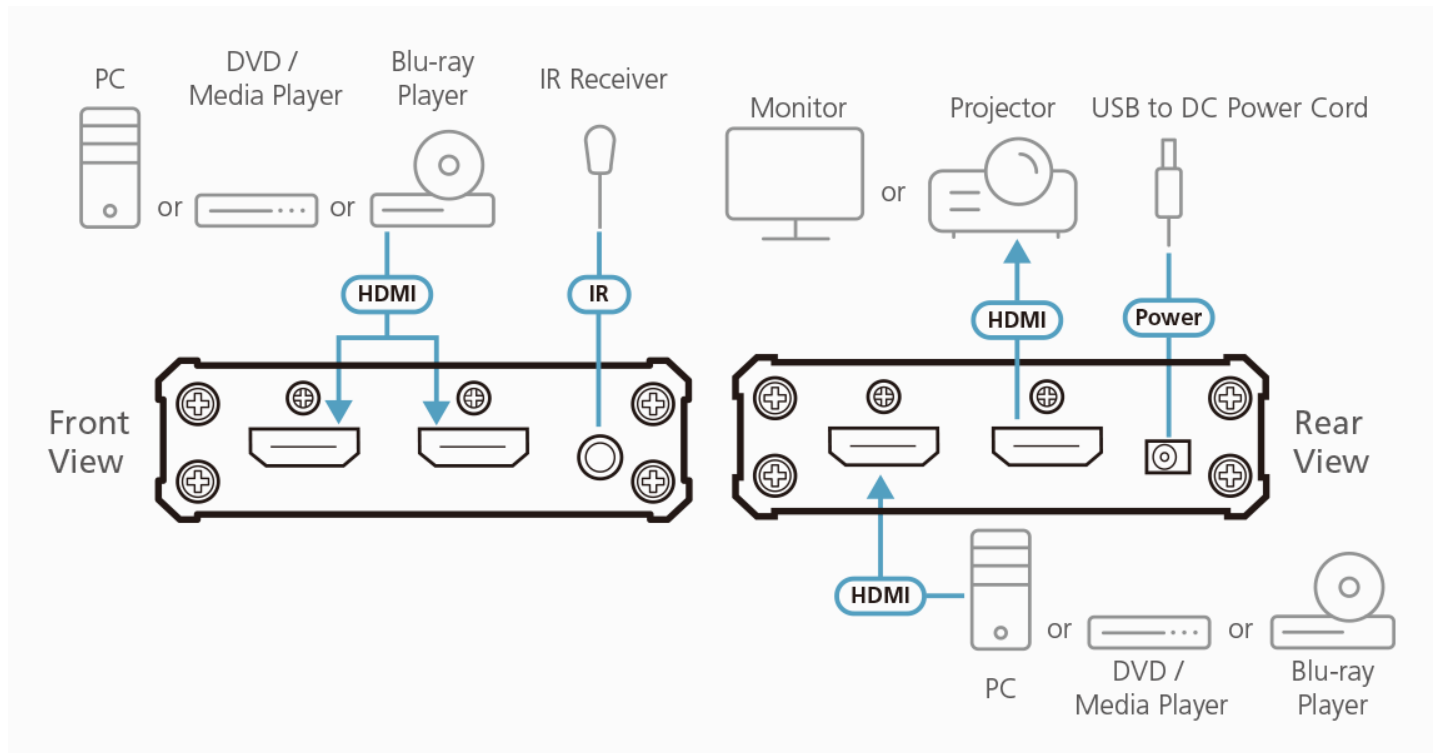 PC
DVD /
Media Player
Blu-ray
Player
IR Receiver
or
or
HDMI
IR
Front
View
Monitor
Projector
USB to DC Power Cord
or
HDMI
Power
Rear
View
HDMI
or
or
PC
DVD /
Media Player
Blu-ray
Player